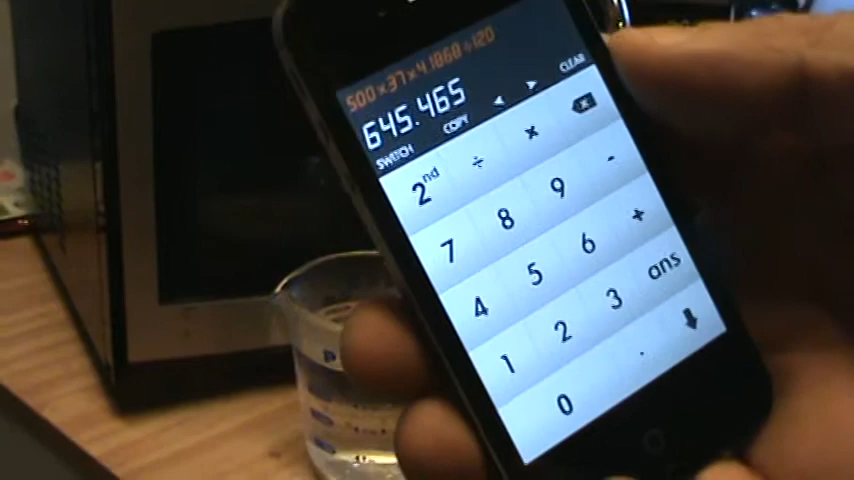 500×37×4.1868÷120
645.465
SWITCH COPY ◄ ► CLEAR
2nd ÷ × ⌫
7 8 9 -
4 5 6 +
1 2 3 ans
0 . ⬇